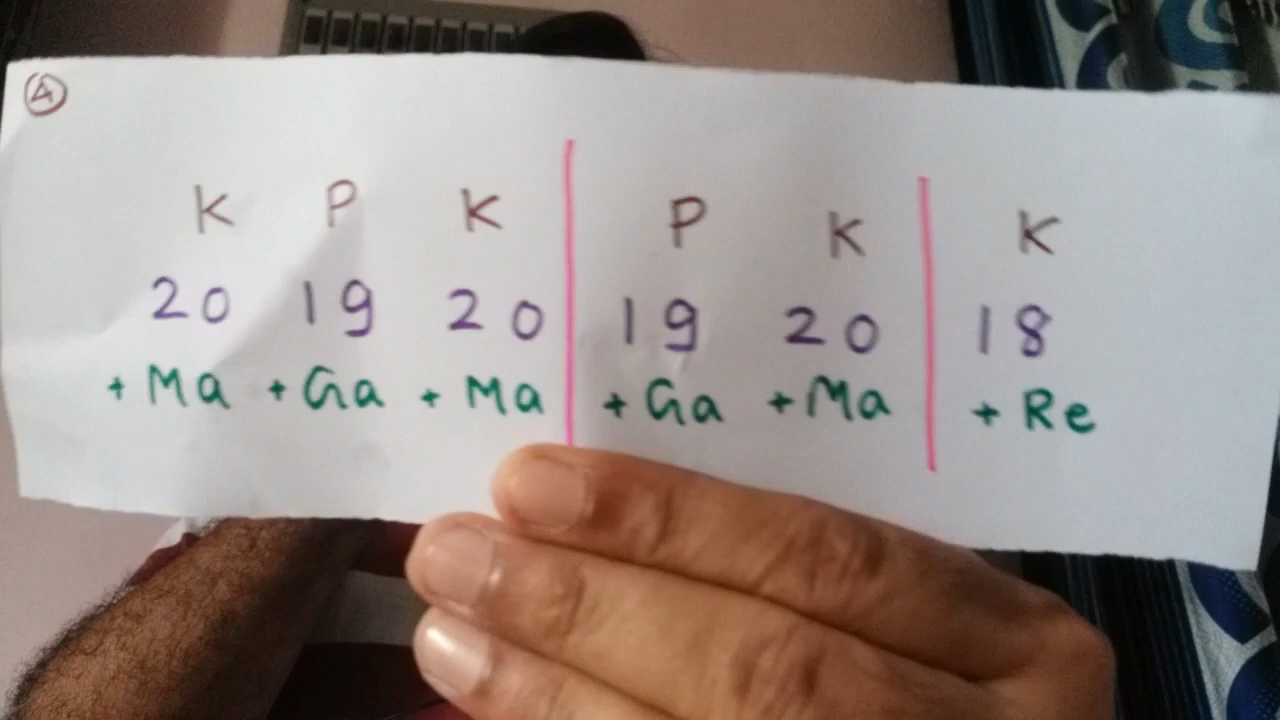 4
K P K P K K
20 19 20 19 20 18
+ Ma + Ga + Ma + Ga + Ma + Re